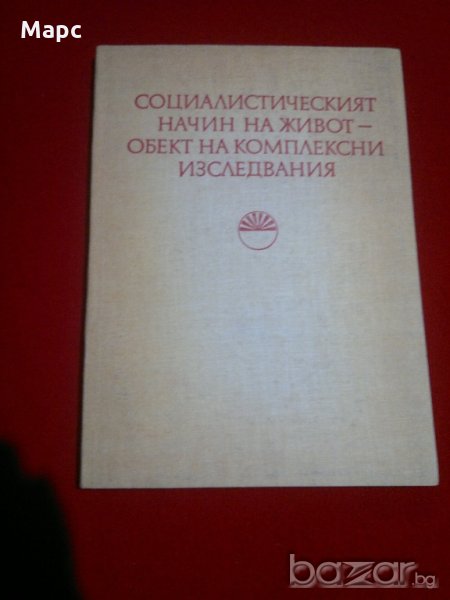 Марс
СОЦИАЛИСТИЧЕСКИЯТ
НАЧИН НА ЖИВОТ –
ОБЕКТ НА КОМПЛЕКСНИ
ИЗСЛЕДВАНИЯ
bazar.bg